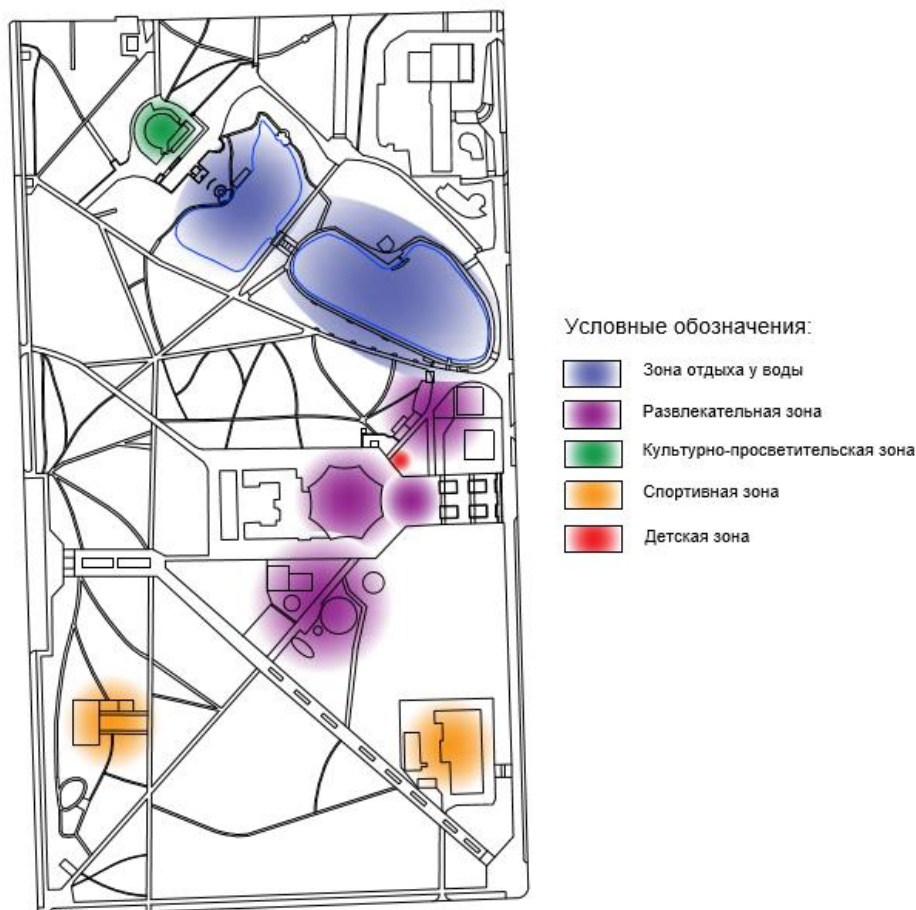 Условные обозначения:
Зона отдыха у воды
Развлекательная зона
Культурно-просветительская зона
Спортивная зона
Детская зона